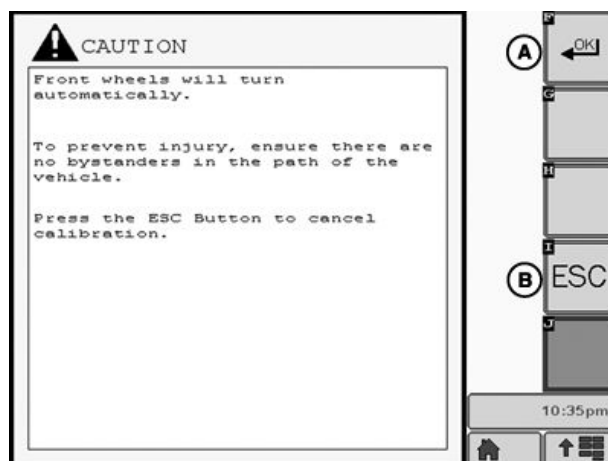 CAUTION
Front wheels will turn
automatically.
To prevent injury, ensure there are
no bystanders in the path of the
vehicle.
Press the ESC Button to cancel
calibration.
A
F
OK
G
H
I
B
ESC
J
10:35pm